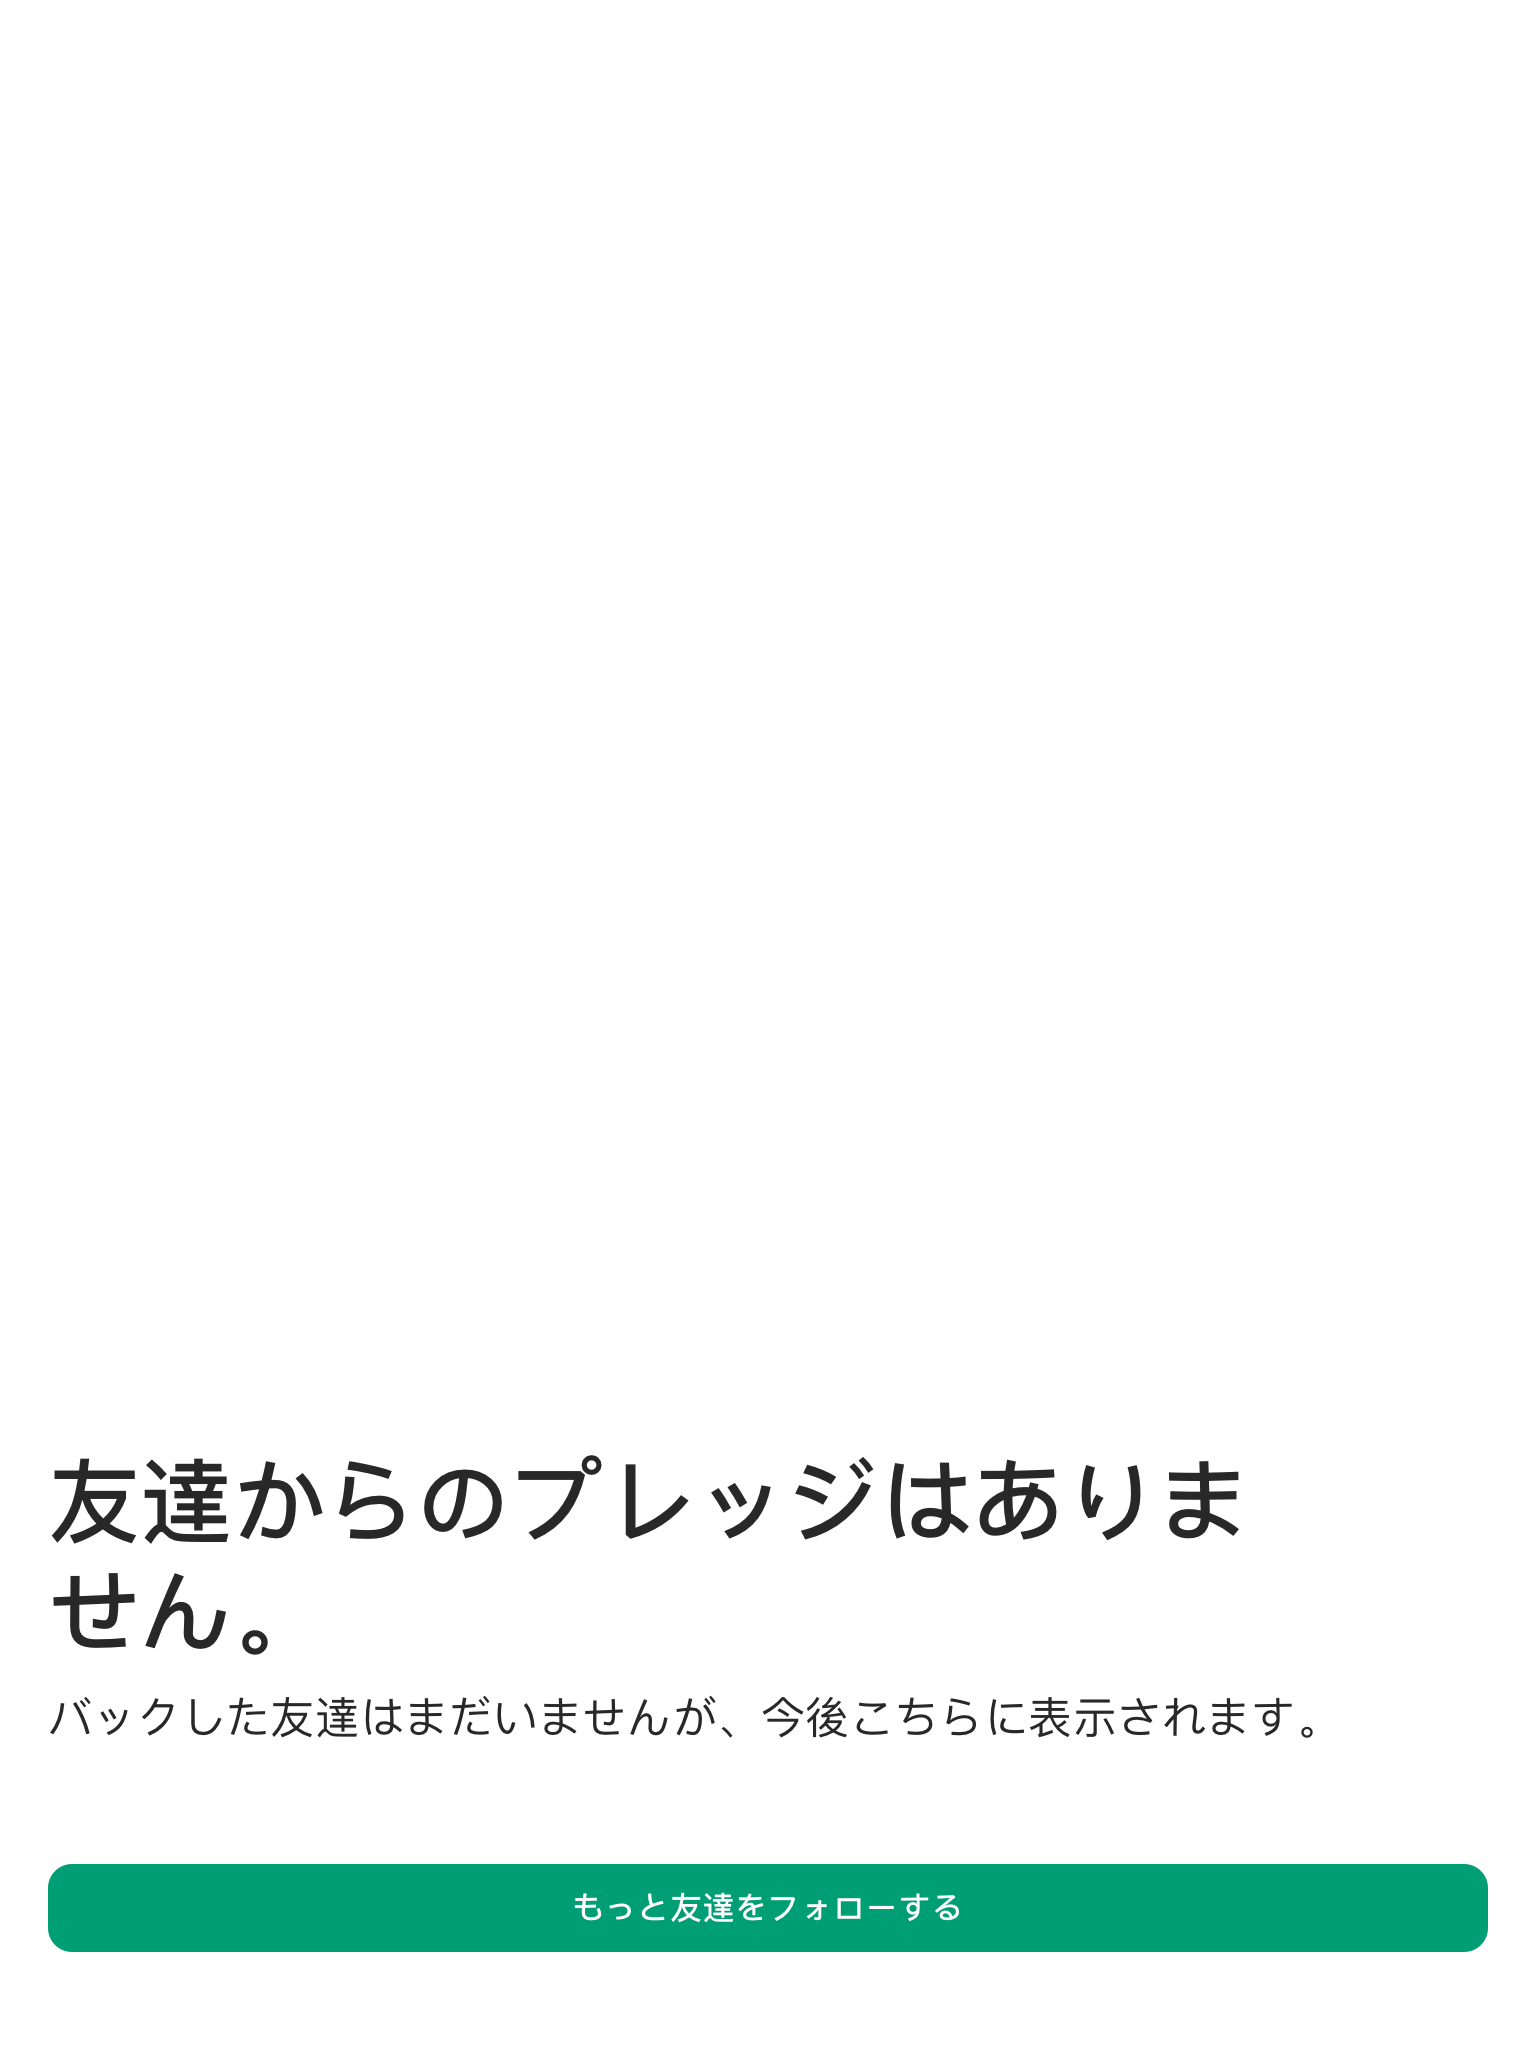 友達からのプレッジはありま
せん。
バックした友達はまだいませんが、今後こちらに表示されます。
もっと友達をフォローする